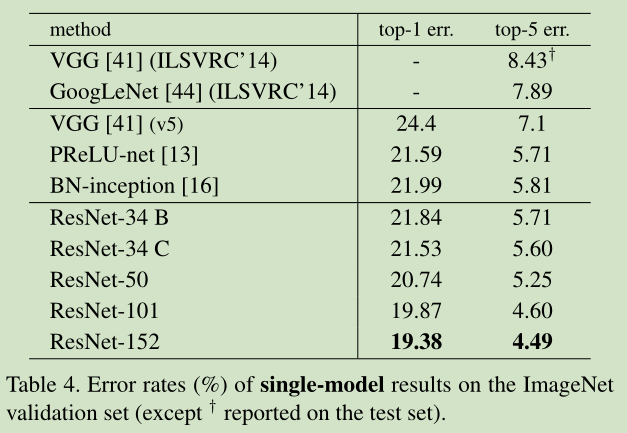 method top-1 err. top-5 err.
VGG [41] (ILSVRC’14) - 8.43†
GoogLeNet [44] (ILSVRC’14) - 7.89
VGG [41] (v5) 24.4 7.1
PReLU-net [13] 21.59 5.71
BN-inception [16] 21.99 5.81
ResNet-34 B 21.84 5.71
ResNet-34 C 21.53 5.60
ResNet-50 20.74 5.25
ResNet-101 19.87 4.60
ResNet-152 19.38 4.49
Table 4. Error rates (%) of single-model results on the ImageNet
validation set (except † reported on the test set).